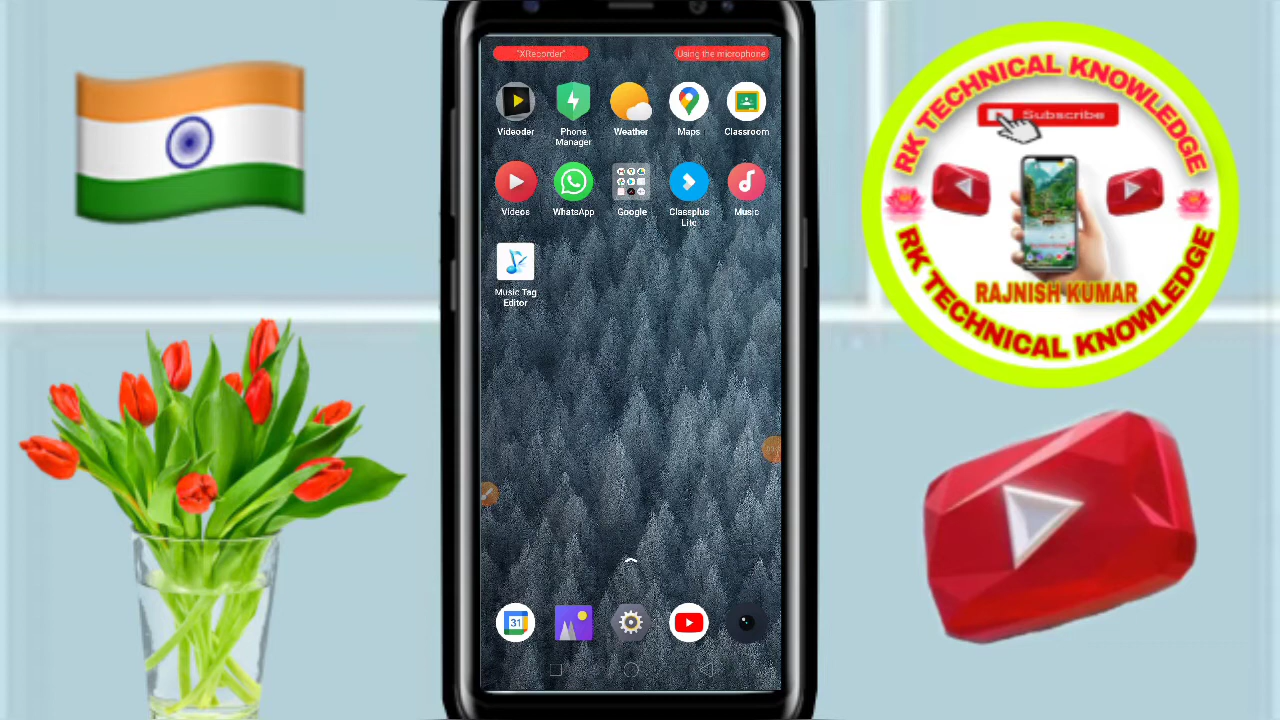 "XRecorder"
Using the microphone
Videoder
Phone
Manager
Weather
Maps
Classroom
Videos
WhatsApp
Google
Classplus
Lite
Music
Music Tag
Editor
31
RK TECHNICAL KNOWLEDGE
Subscribe
RAJNISH KUMAR
RK TECHNICAL KNOWLEDGE